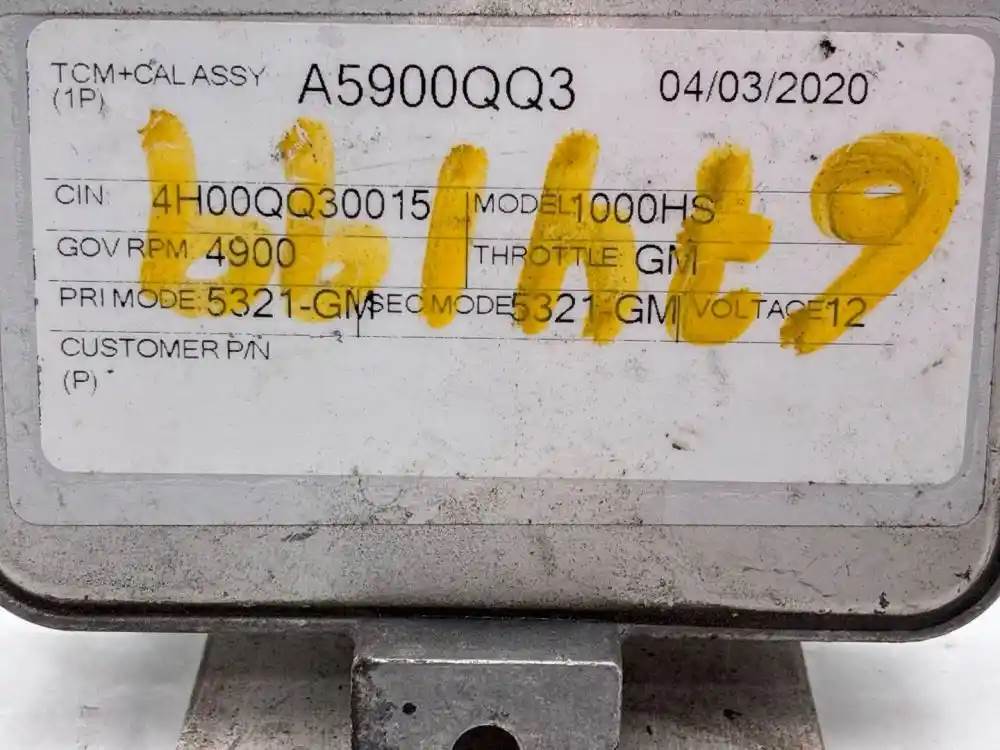 TCM+CAL ASSY A5900QQ3 04/03/2020
(1P)
CIN: 4H00QQ30015 MODEL 1000HS
GOV RPM: 4900 THROTTLE: GM
PRI MODE: 5321-GM SEC MODE 5321-GM VOLTAGE 12
CUSTOMER P/N
(P)